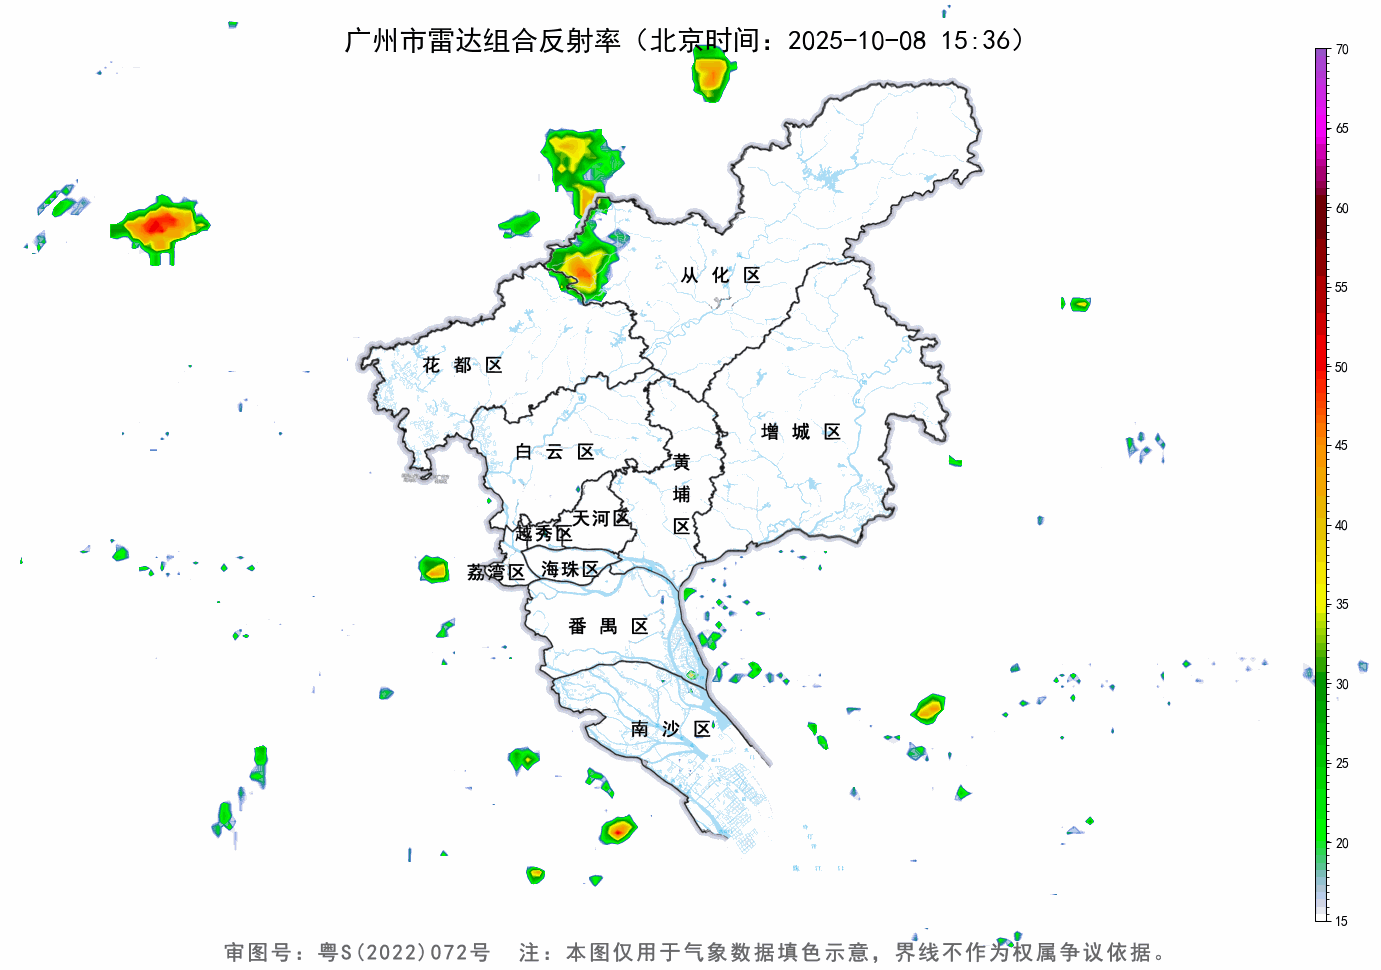 广州市雷达组合反射率（北京时间：2025-10-08 15:36）
70
65
60
55
50
45
40
35
30
25
20
15
从化区
花都区
增城区
白云区
黄埔区
天河区
越秀区
荔湾区
海珠区
番禺区
南沙区
审图号：粤S(2022)072号 注：本图仅用于气象数据填色示意，界线不作为权属争议依据。